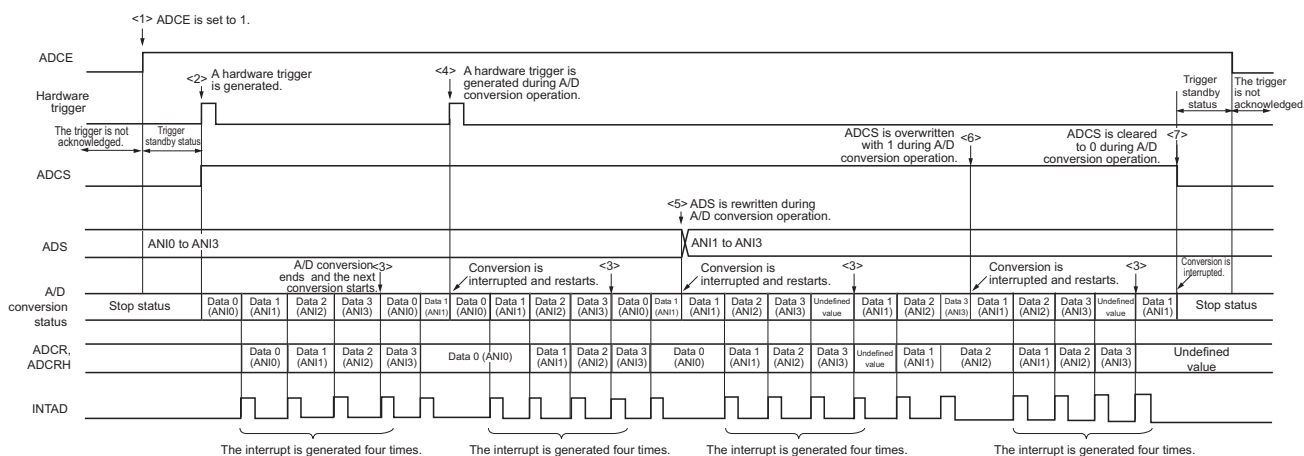 <1> ADCE is set to 1.
ADCE
<2> A hardware trigger
is generated.
<4> A hardware trigger is
generated during A/D
conversion operation.
Trigger
standby
status
The trigger
is not
acknowledged.
Hardware
trigger
The trigger is not
acknowledged.
Trigger
standby status
ADCS is overwritten <6>
with 1 during A/D
conversion operation.
ADCS is cleared <7>
to 0 during A/D
conversion operation.
ADCS
<5> ADS is rewritten during
A/D conversion operation.
ADS
ANI0 to ANI3
ANI1 to ANI3
A/D conversion <3>
ends and the next
conversion starts.
Conversion is
interrupted and restarts.
<3>
Conversion is
interrupted and restarts.
<3>
Conversion is
interrupted and restarts.
<3>
Conversion is
interrupted.
A/D
conversion
status
Stop status
Data 0 (ANI0)
Data 1 (ANI1)
Data 2 (ANI2)
Data 3 (ANI3)
Data 0 (ANI0)
Data 1 (ANI1)
Data 0 (ANI0)
Data 1 (ANI1)
Data 2 (ANI2)
Data 3 (ANI3)
Data 0 (ANI0)
Data 1 (ANI1)
Data 1 (ANI1)
Data 2 (ANI2)
Data 3 (ANI3)
Undefined value
Data 1 (ANI1)
Data 2 (ANI2)
Data 3 (ANI3)
Data 1 (ANI1)
Data 2 (ANI2)
Data 3 (ANI3)
Undefined value
Data 1 (ANI1)
Stop status
ADCR,
ADCRH
Data 0 (ANI0)
Data 1 (ANI1)
Data 2 (ANI2)
Data 3 (ANI3)
Data 0 (ANI0)
Data 1 (ANI1)
Data 2 (ANI2)
Data 3 (ANI3)
Data 0 (ANI0)
Data 1 (ANI1)
Data 2 (ANI2)
Data 3 (ANI3)
Undefined value
Data 1 (ANI1)
Data 2 (ANI2)
Data 1 (ANI1)
Data 2 (ANI2)
Data 3 (ANI3)
Undefined
value
INTAD
The interrupt is generated four times.
The interrupt is generated four times.
The interrupt is generated four times.
The interrupt is generated four times.